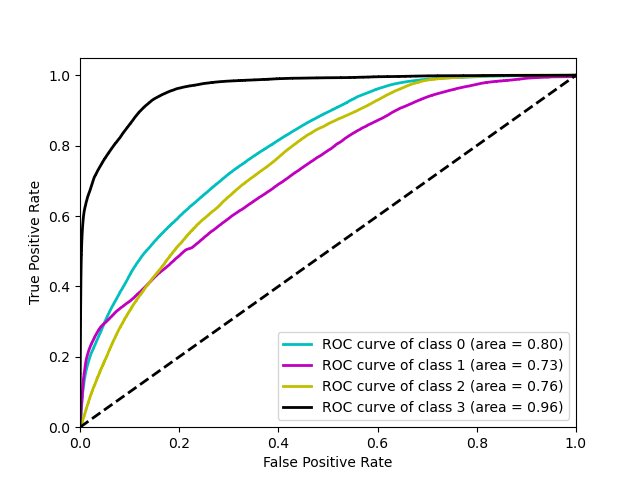 1.0
0.8
0.6
0.4
0.2
0.0
True Positive Rate
ROC curve of class 0 (area = 0.80)
ROC curve of class 1 (area = 0.73)
ROC curve of class 2 (area = 0.76)
ROC curve of class 3 (area = 0.96)
0.0 0.2 0.4 0.6 0.8 1.0
False Positive Rate